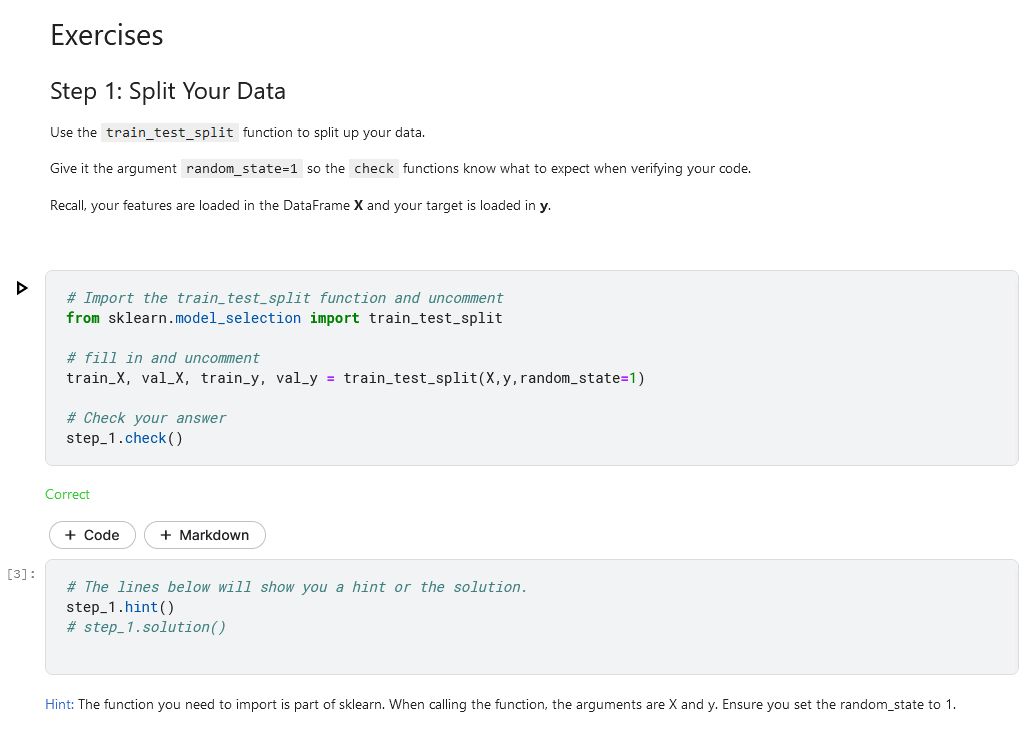 Exercises
Step 1: Split Your Data
Use the train_test_split function to split up your data.
Give it the argument random_state=1 so the check functions know what to expect when verifying your code.
Recall, your features are loaded in the DataFrame X and your target is loaded in y.
# Import the train_test_split function and uncomment
from sklearn.model_selection import train_test_split
# fill in and uncomment
train_X, val_X, train_y, val_y = train_test_split(X,y,random_state=1)
# Check your answer
step_1.check()
Correct
+ Code + Markdown
[3]:
# The lines below will show you a hint or the solution.
step_1.hint()
# step_1.solution()
Hint: The function you need to import is part of sklearn. When calling the function, the arguments are X and y. Ensure you set the random_state to 1.